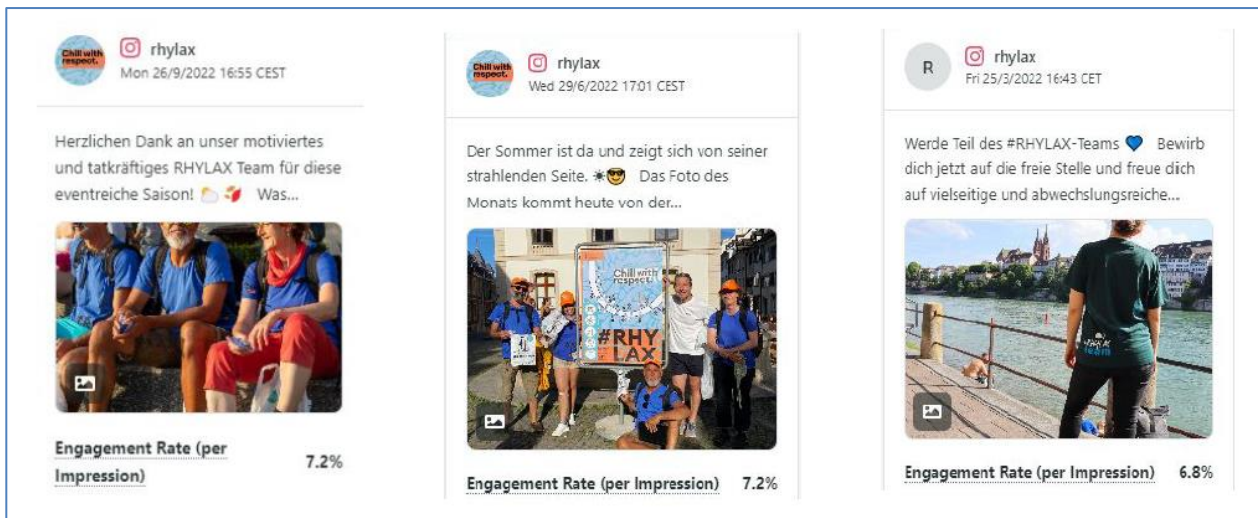 Chill with
respect.
rhylax
Mon 26/9/2022 16:55 CEST
Herzlichen Dank an unser motiviertes
und tatkräftiges RHYLAX Team für diese
eventreiche Saison! ⛅ 🪁 Was...
Engagement Rate (per
Impression)
7.2%
Chill with
respect.
rhylax
Wed 29/6/2022 17:01 CEST
Der Sommer ist da und zeigt sich von seiner
strahlenden Seite. ☀😎 Das Foto des
Monats kommt heute von der...
Chill with
respect.
#RHY
LAX
Engagement Rate (per Impression) 7.2%
R
rhylax
Fri 25/3/2022 16:43 CET
Werde Teil des #RHYLAX-Teams 💙 Bewirb
dich jetzt auf die freie Stelle und freue dich
auf vielseitige und abwechslungsreiche...
team
Engagement Rate (per Impression) 6.8%